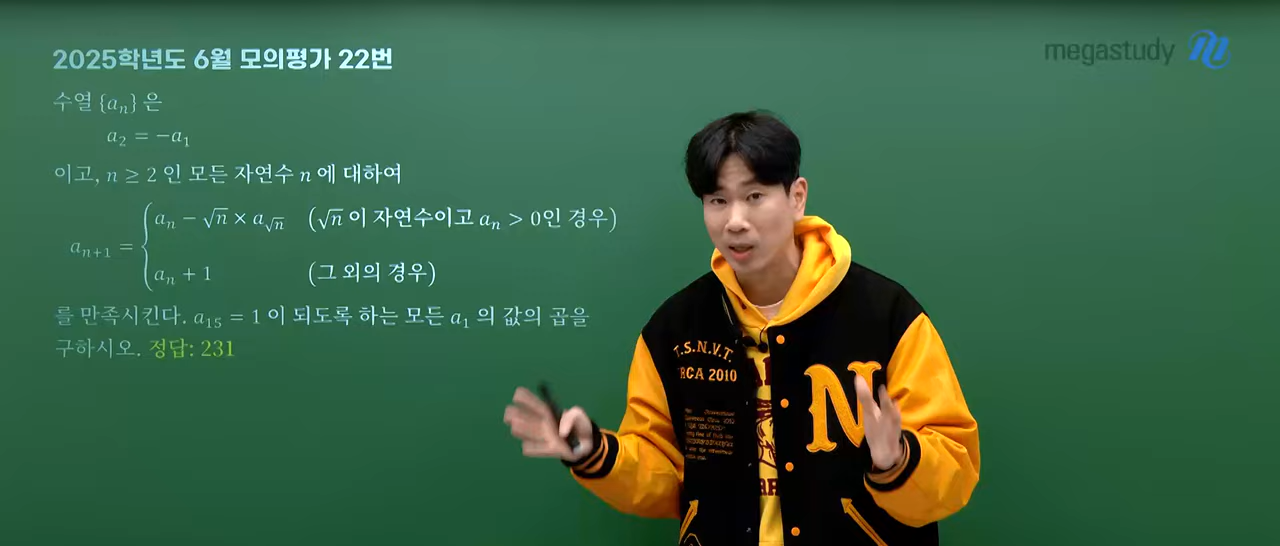 2025학년도 6월 모의평가 22번
megastudy
수열 {aₙ} 은
a₂ = −a₁
이고, n ≥ 2 인 모든 자연수 n 에 대하여
aₙ₊₁ = { aₙ − √n × a_√n (√n 이 자연수이고 aₙ > 0인 경우)
aₙ + 1 (그 외의 경우)
를 만족시킨다. a₁₅ = 1 이 되도록 하는 모든 a₁ 의 값의 곱을
구하시오. 정답: 231
T.S.N.V.T.
RCA 2010
N